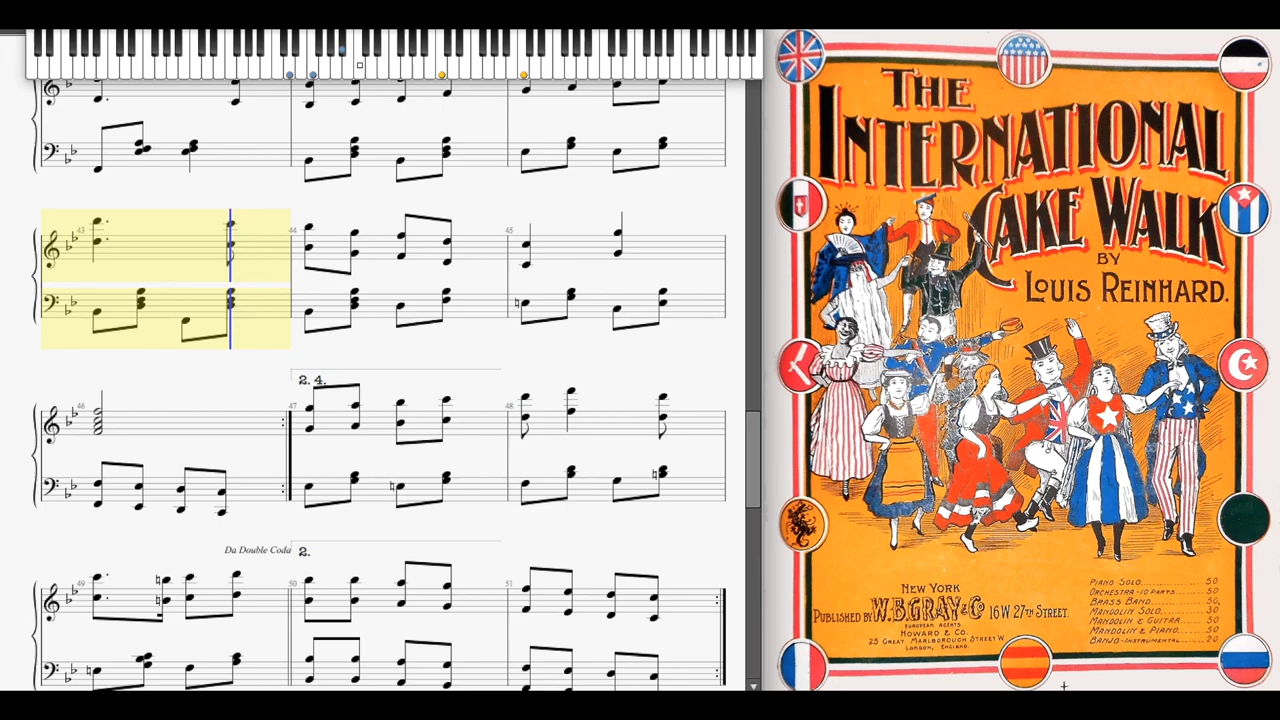 43
44
45
46
2. 4.
47
48
Da Double Coda
2.
49
50
51
THE
INTERNATIONAL
CAKE WALK
BY
LOUIS REINHARD.
NEW YORK
PUBLISHED BY W.B.GRAY & CO 16 W 27TH STREET.
EUROPEAN AGENTS
HOWARD & CO.
25 GREAT MARLBOROUGH STREET W
LONDON, ENGLAND.
PIANO SOLO 50
ORCHESTRA-10 PARTS 50
BRASS BAND 50
MANDOLIN SOLO 30
MANDOLIN & GUITAR 50
MANDOLIN & PIANO 50
BANJO-INSTRUMENTAL 20